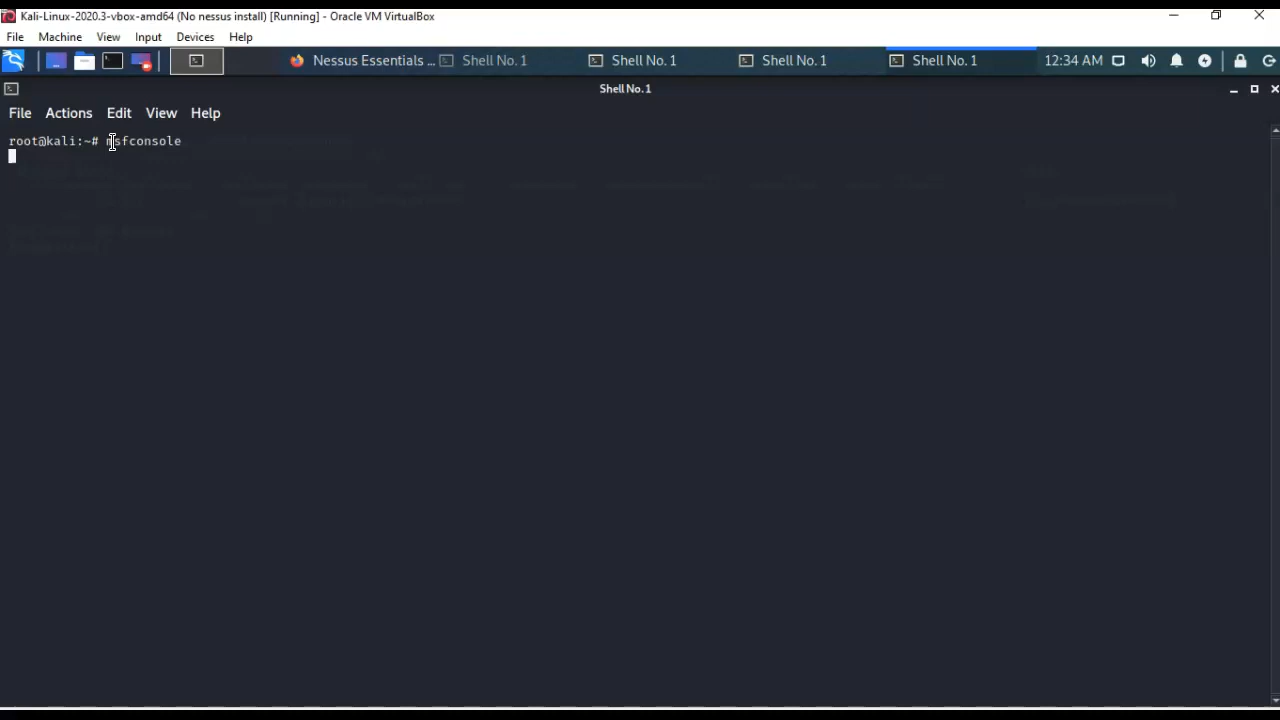 Kali-Linux-2020.3-vbox-amd64 (No nessus install) [Running] - Oracle VM VirtualBox
File Machine View Input Devices Help
Nessus Essentials ... Shell No. 1 Shell No. 1 Shell No. 1 Shell No. 1 12:34 AM
Shell No. 1
File Actions Edit View Help
root@kali:~# msfconsole